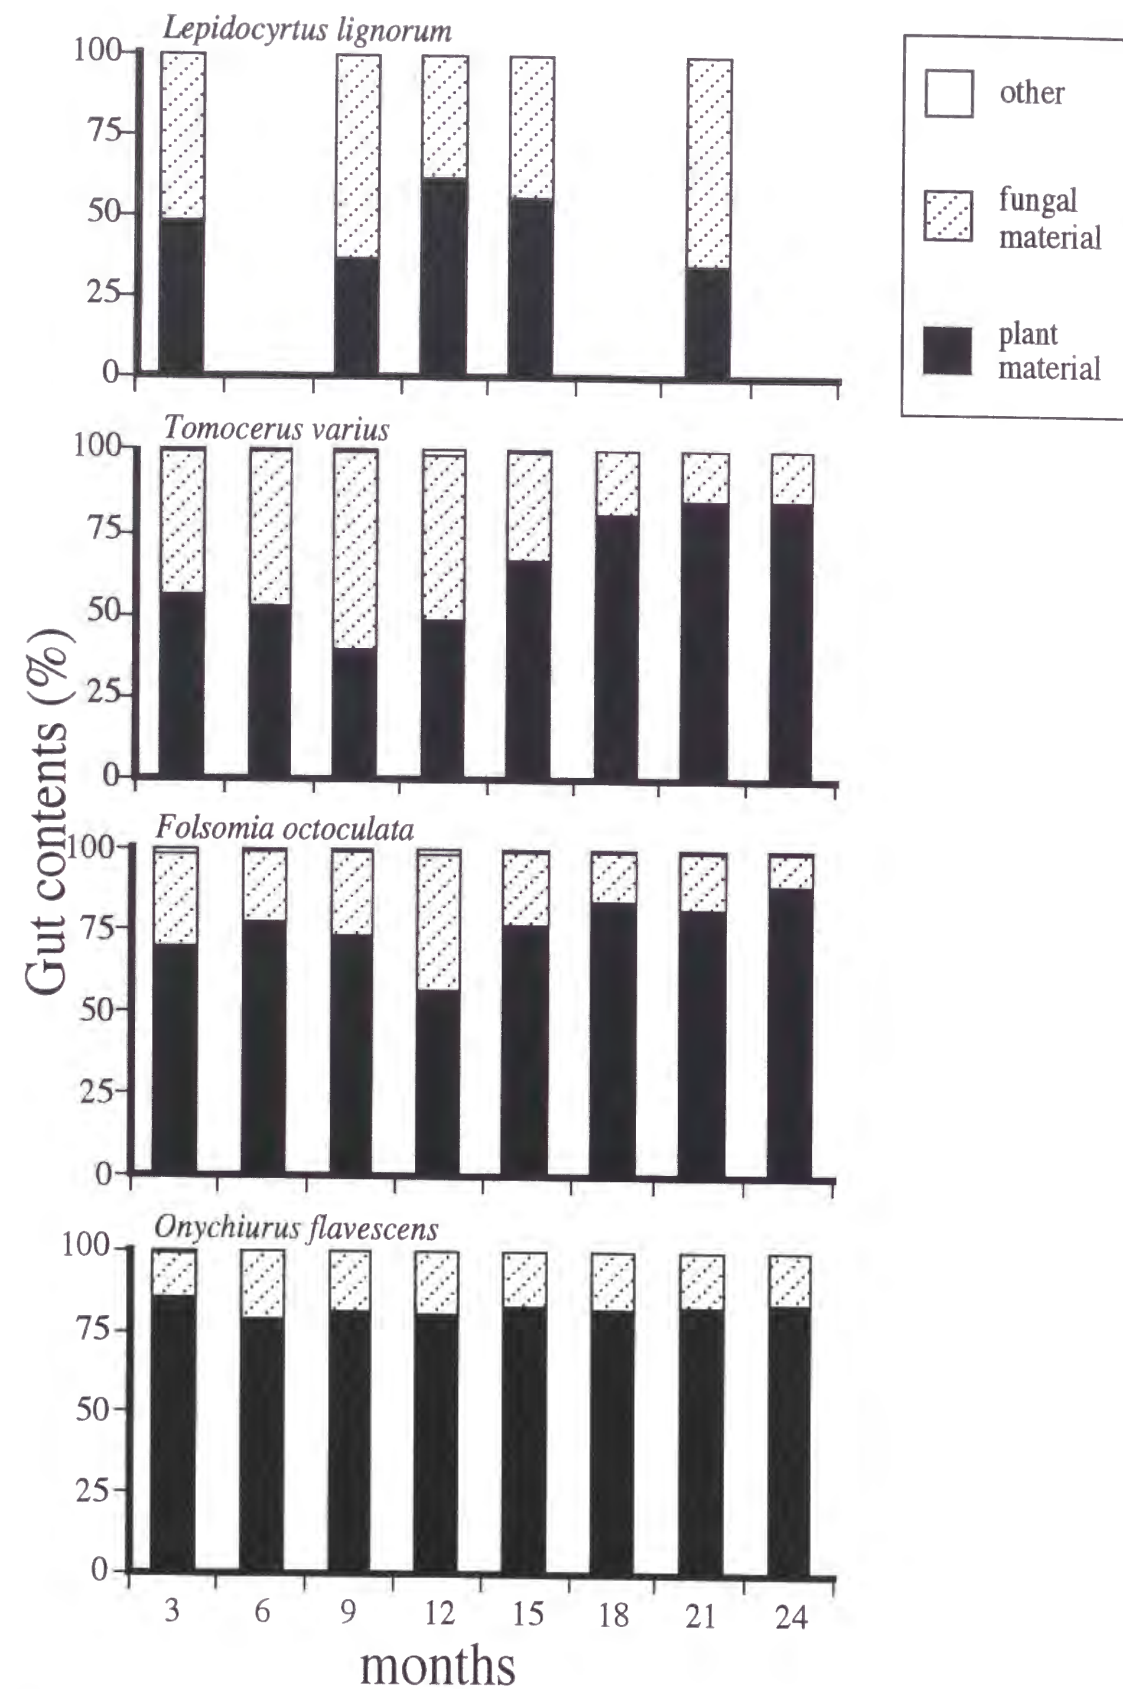 Lepidocyrtus lignorum
100
75
50
25
0
other
fungal
material
plant
material
Tomocerus varius
100
75
50
25
0
Gut contents (%)
Folsomia octoculata
100
75
50
25
0
Onychiurus flavescens
100
75
50
25
0
3 6 9 12 15 18 21 24
months